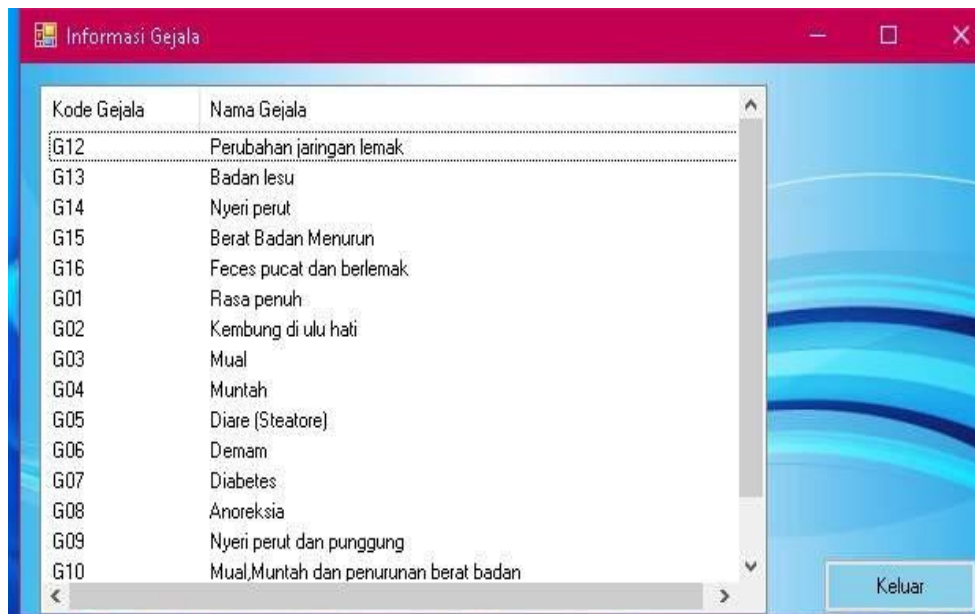 Informasi Gejala
Kode Gejala Nama Gejala
G12 Perubahan jaringan lemak
G13 Badan lesu
G14 Nyeri perut
G15 Berat Badan Menurun
G16 Feces pucat dan berlemak
G01 Rasa penuh
G02 Kembung di ulu hati
G03 Mual
G04 Muntah
G05 Diare (Steatore)
G06 Demam
G07 Diabetes
G08 Anoreksia
G09 Nyeri perut dan punggung
G10 Mual,Muntah dan penurunan berat badan
Keluar